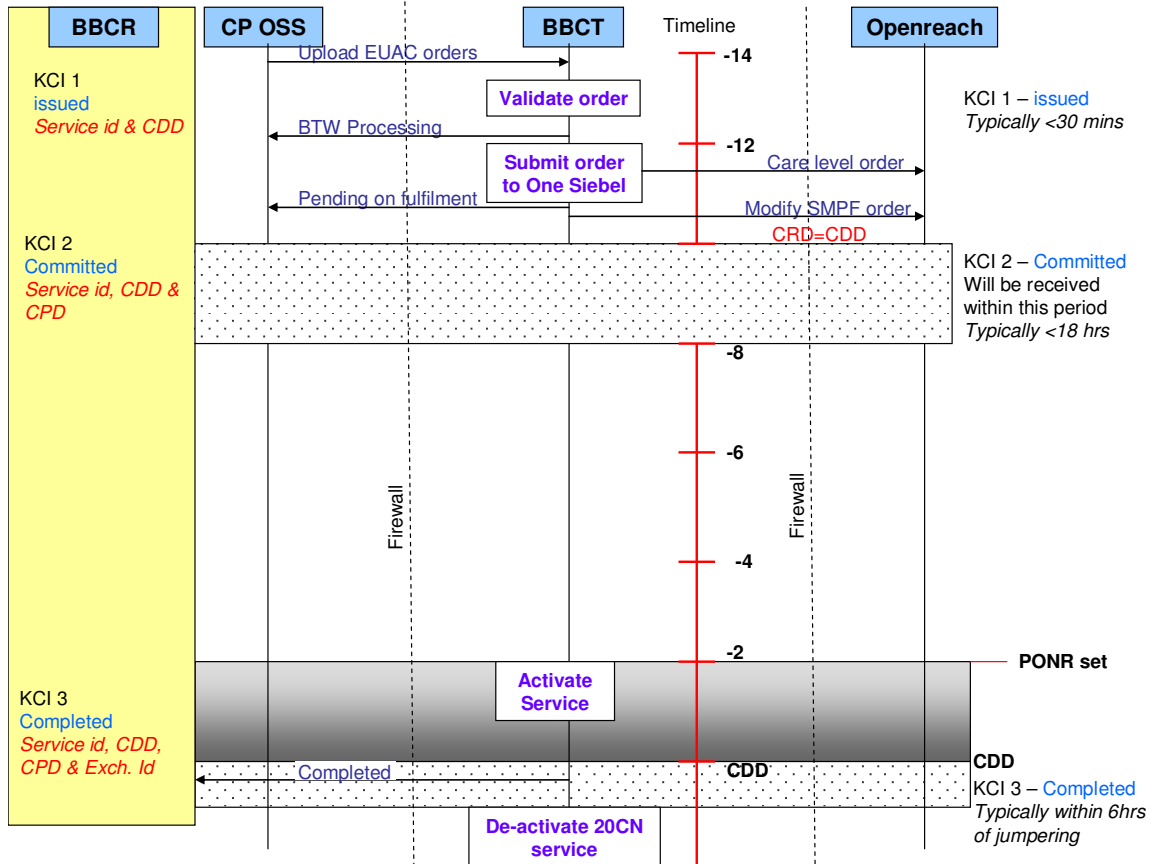 BBCR
CP OSS
BBCT
Timeline
Openreach
Upload EUAC orders
-14
KCI 1
issued
Service id & CDD
Validate order
KCI 1 – issued
Typically <30 mins
BTW Processing
-12
Submit order
to One Siebel
Care level order
Pending on fulfilment
Modify SMPF order
CRD=CDD
KCI 2
Committed
Service id, CDD &
CPD
KCI 2 – Committed
Will be received
within this period
Typically <18 hrs
-8
-6
Firewall
Firewall
-4
-2
PONR set
Activate
Service
KCI 3
Completed
Service id, CDD,
CPD & Exch. Id
Completed
CDD
CDD
KCI 3 – Completed
Typically within 6hrs
of jumpering
De-activate 20CN
service